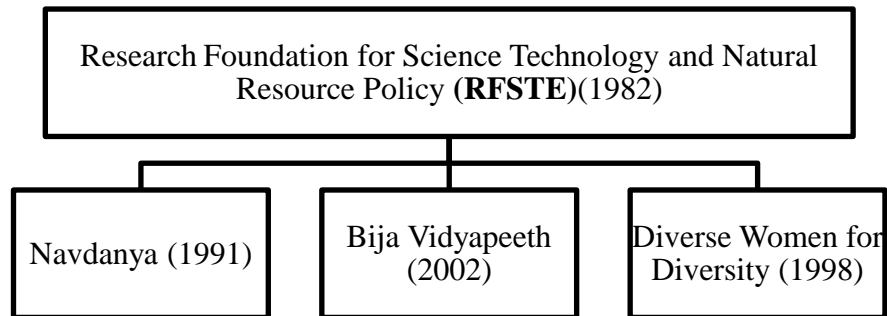 Research Foundation for Science Technology and Natural
Resource Policy (RFSTE)(1982)
Navdanya (1991)
Bija Vidyapeeth
(2002)
Diverse Women for
Diversity (1998)